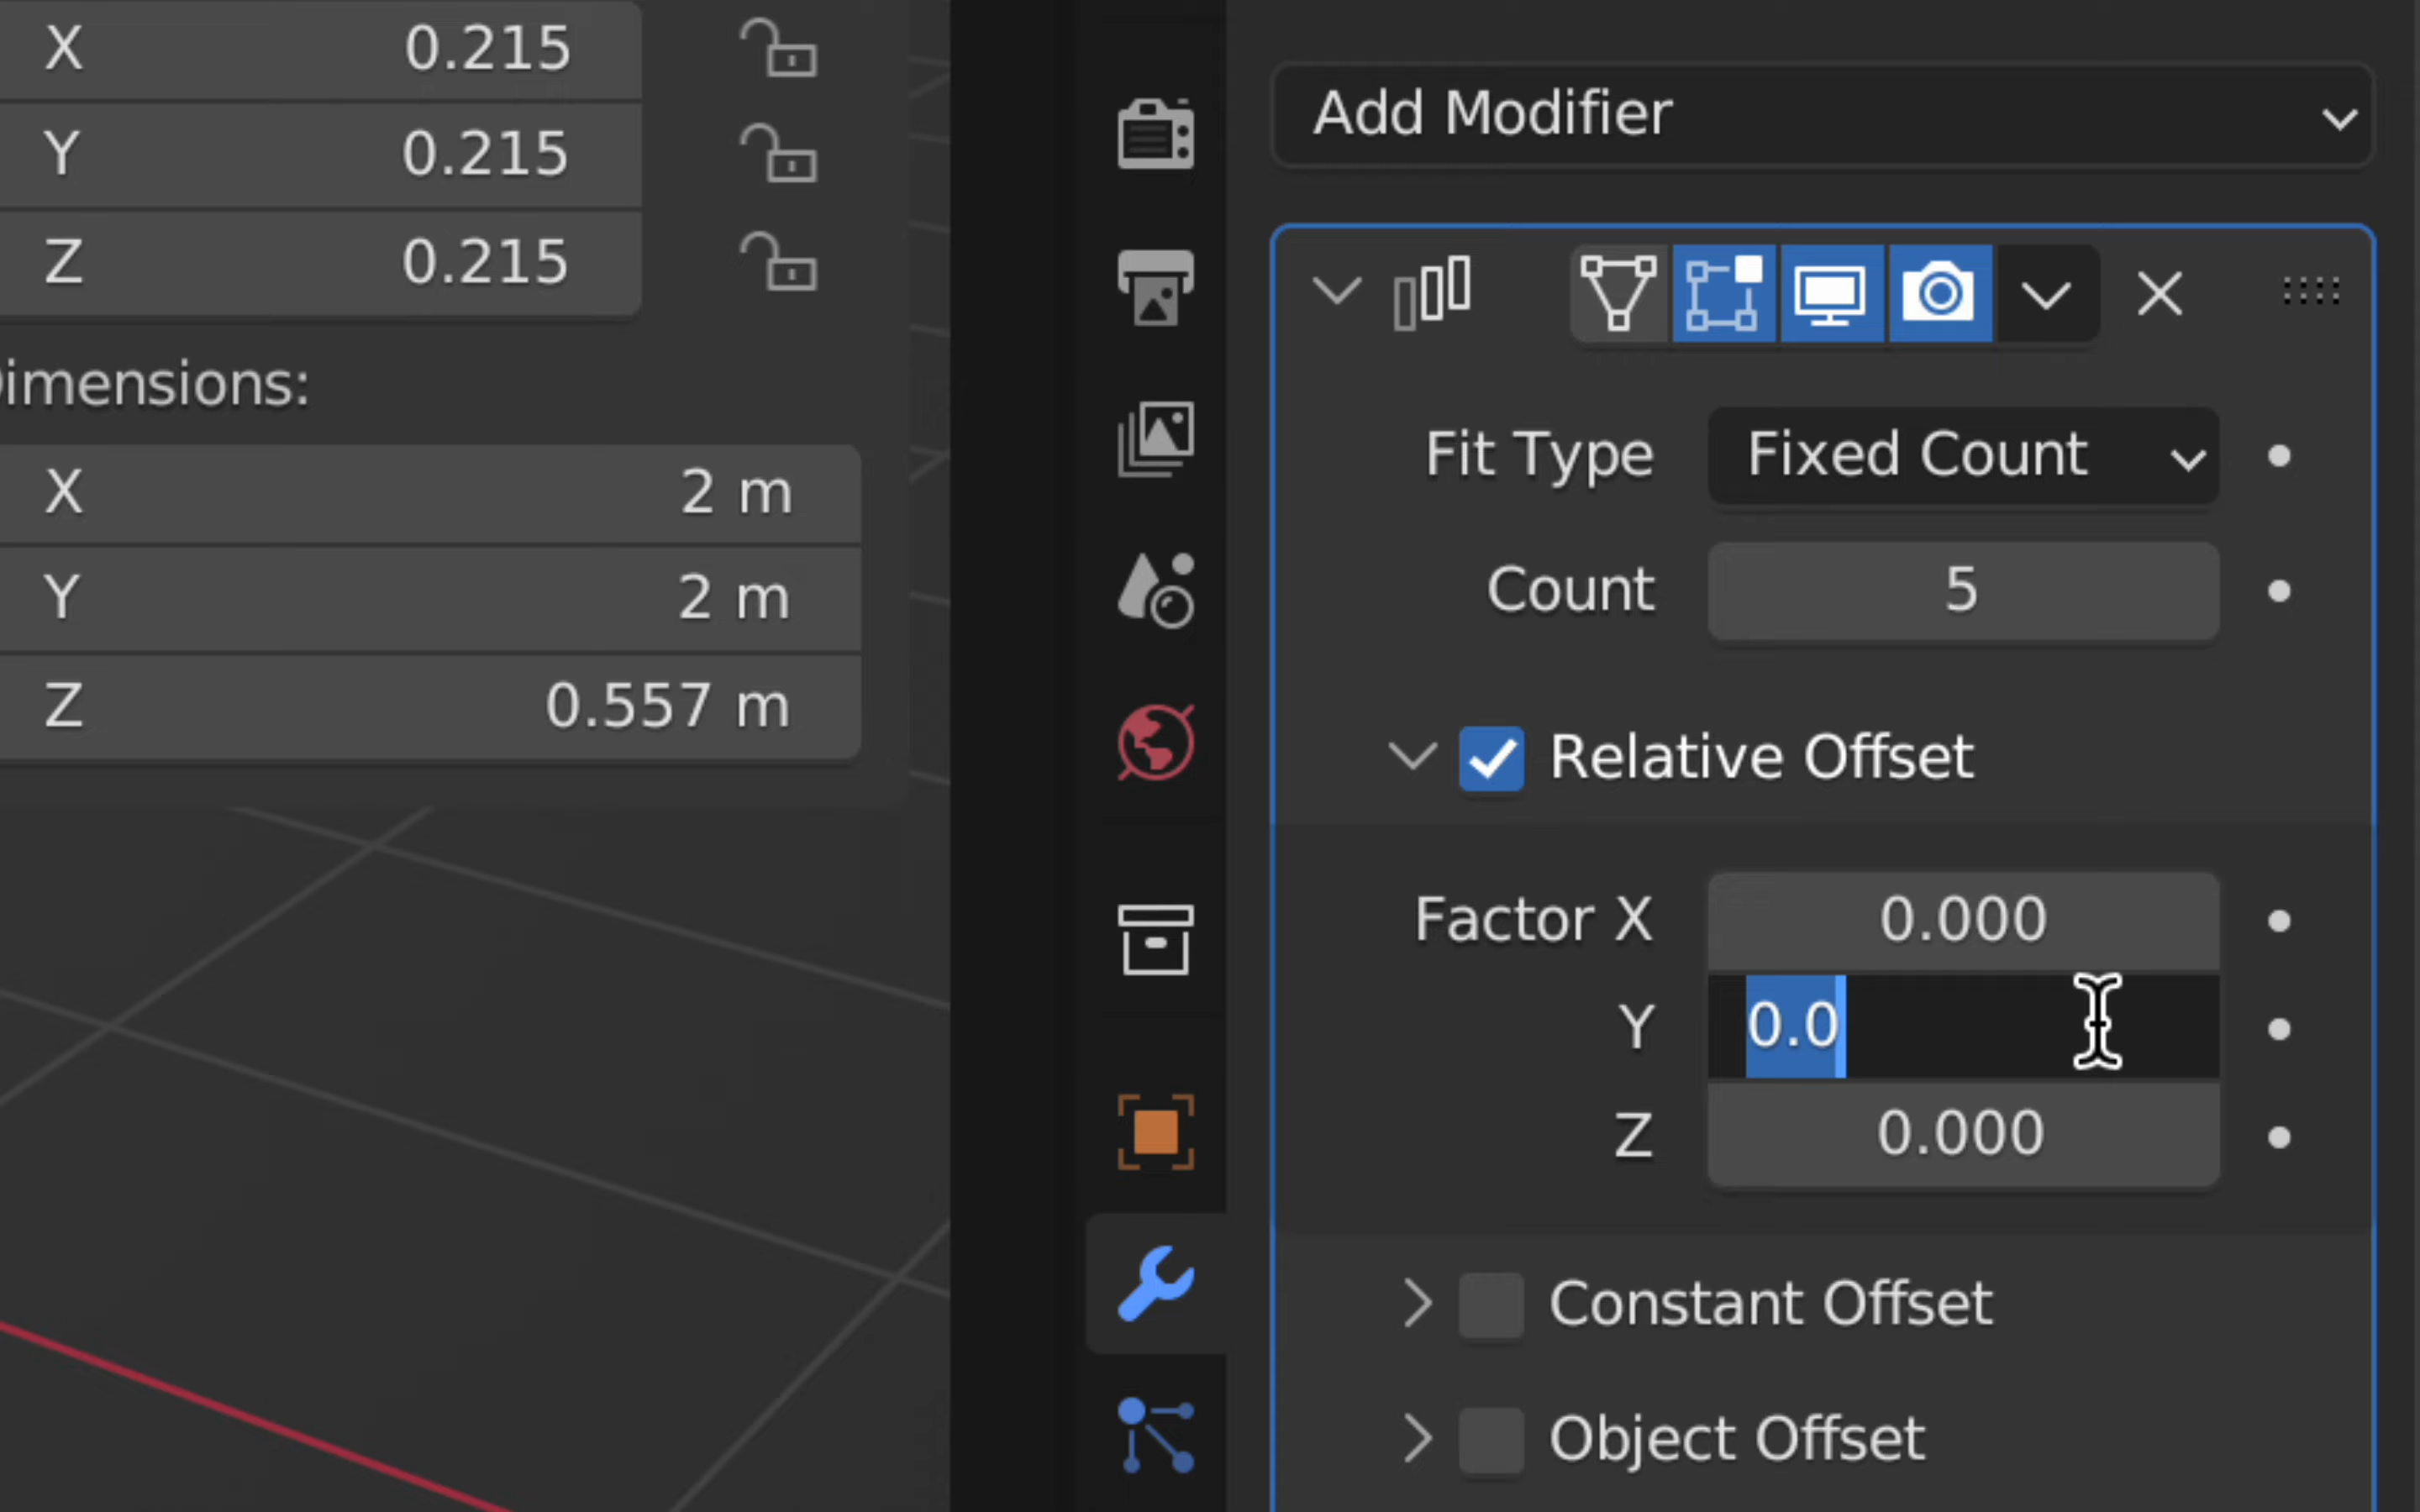 X 0.215
Y 0.215
Z 0.215
imensions:
X 2 m
Y 2 m
Z 0.557 m
Add Modifier
Fit Type Fixed Count
Count 5
Relative Offset
Factor X 0.000
Y 0.0
Z 0.000
Constant Offset
Object Offset